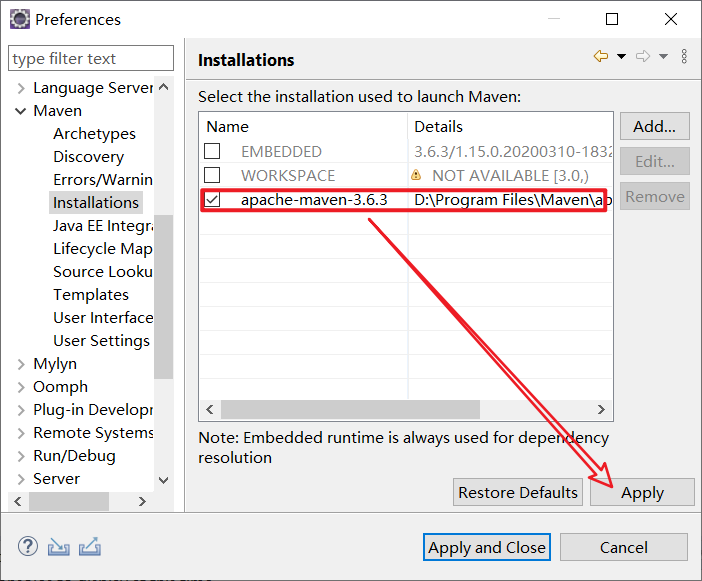 Preferences
type filter text
Language Server
Maven
Archetypes
Discovery
Errors/Warnin
Installations
Java EE Integra
Lifecycle Map
Source Looku
Templates
User Interface
User Settings
Mylyn
Oomph
Plug-in Developr
Remote Systems
Run/Debug
Server
Installations
Select the installation used to launch Maven:
Name Details
EMBEDDED 3.6.3/1.15.0.20200310-1832
WORKSPACE NOT AVAILABLE [3.0,)
apache-maven-3.6.3 D:\Program Files\Maven\ap
Add...
Edit...
Remove
Note: Embedded runtime is always used for dependency
resolution
Restore Defaults Apply
Apply and Close Cancel